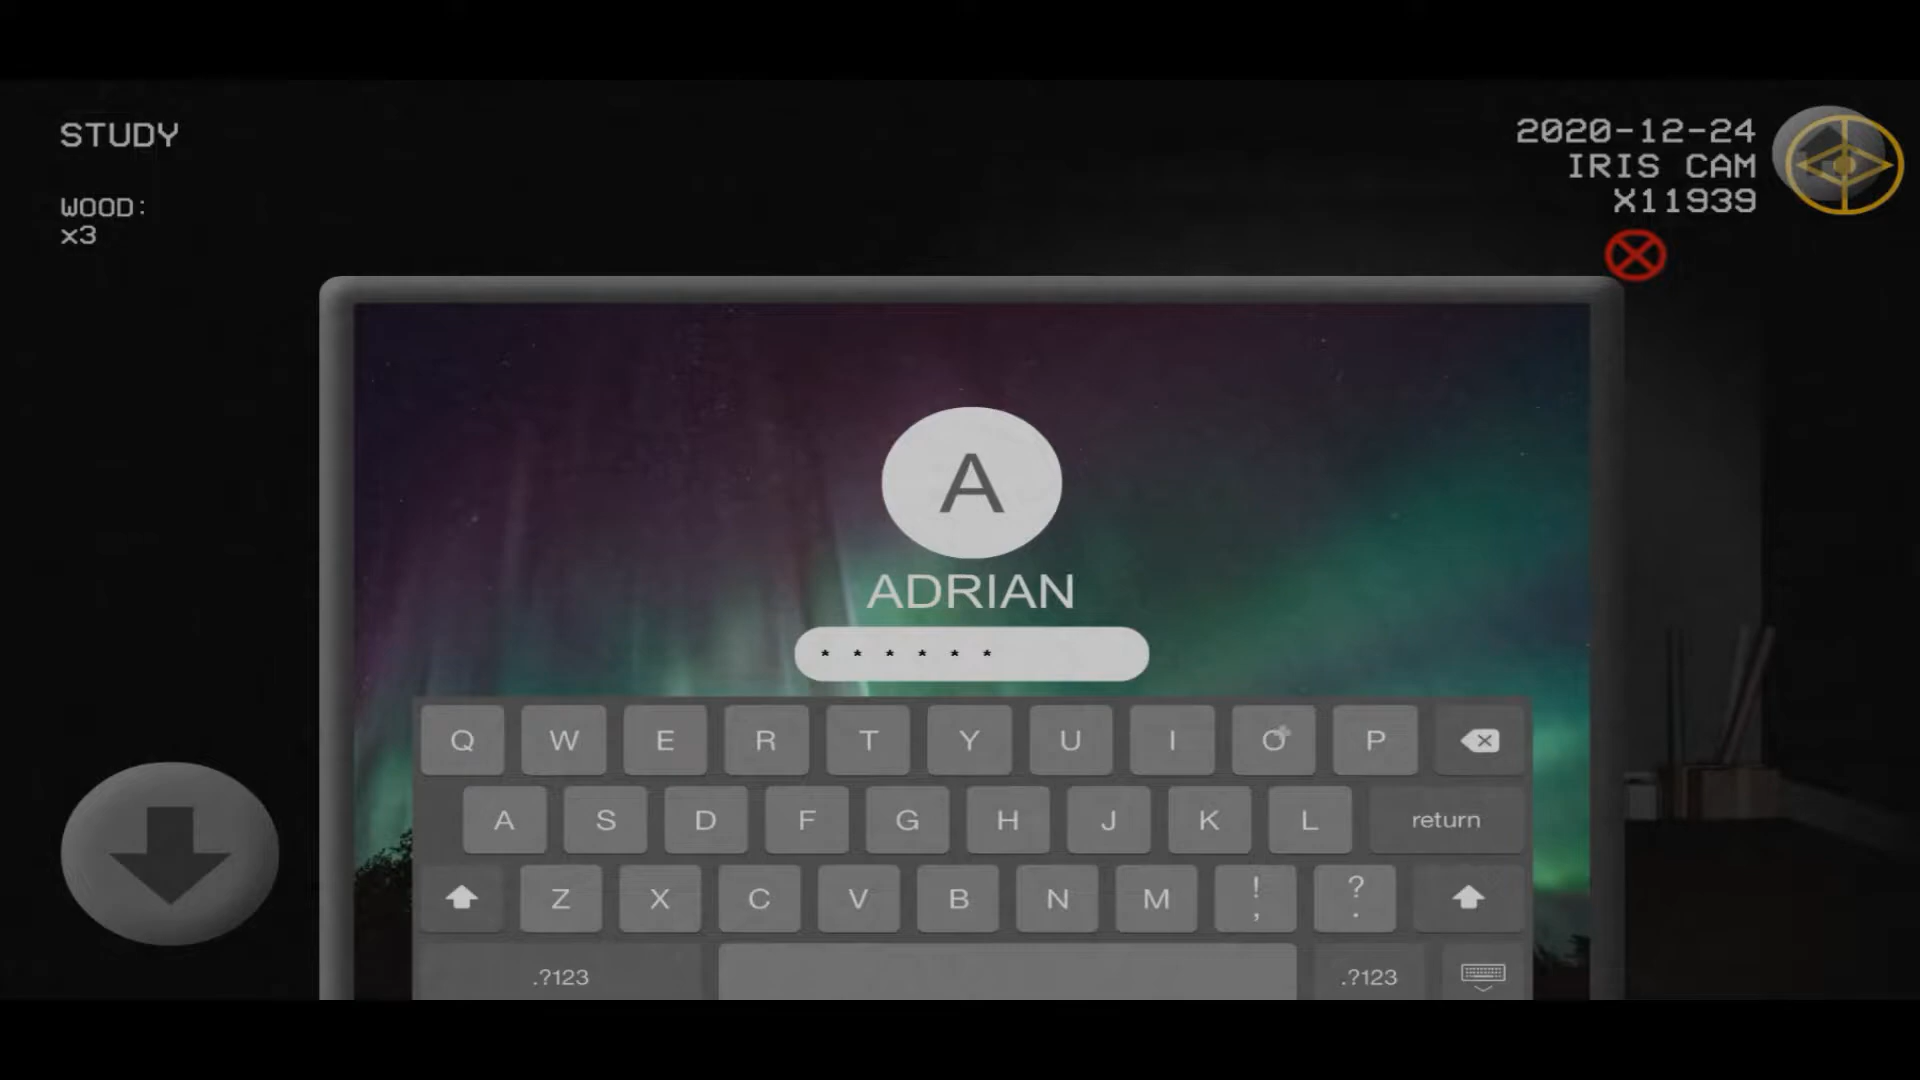 STUDY
WOOD:
x3
2020-12-24
IRIS CAM
X11939
A
ADRIAN
* * * * * *
Q W E R T Y U I O P
A S D F G H J K L return
Z X C V B N M ! , ? .
.?123 .?123